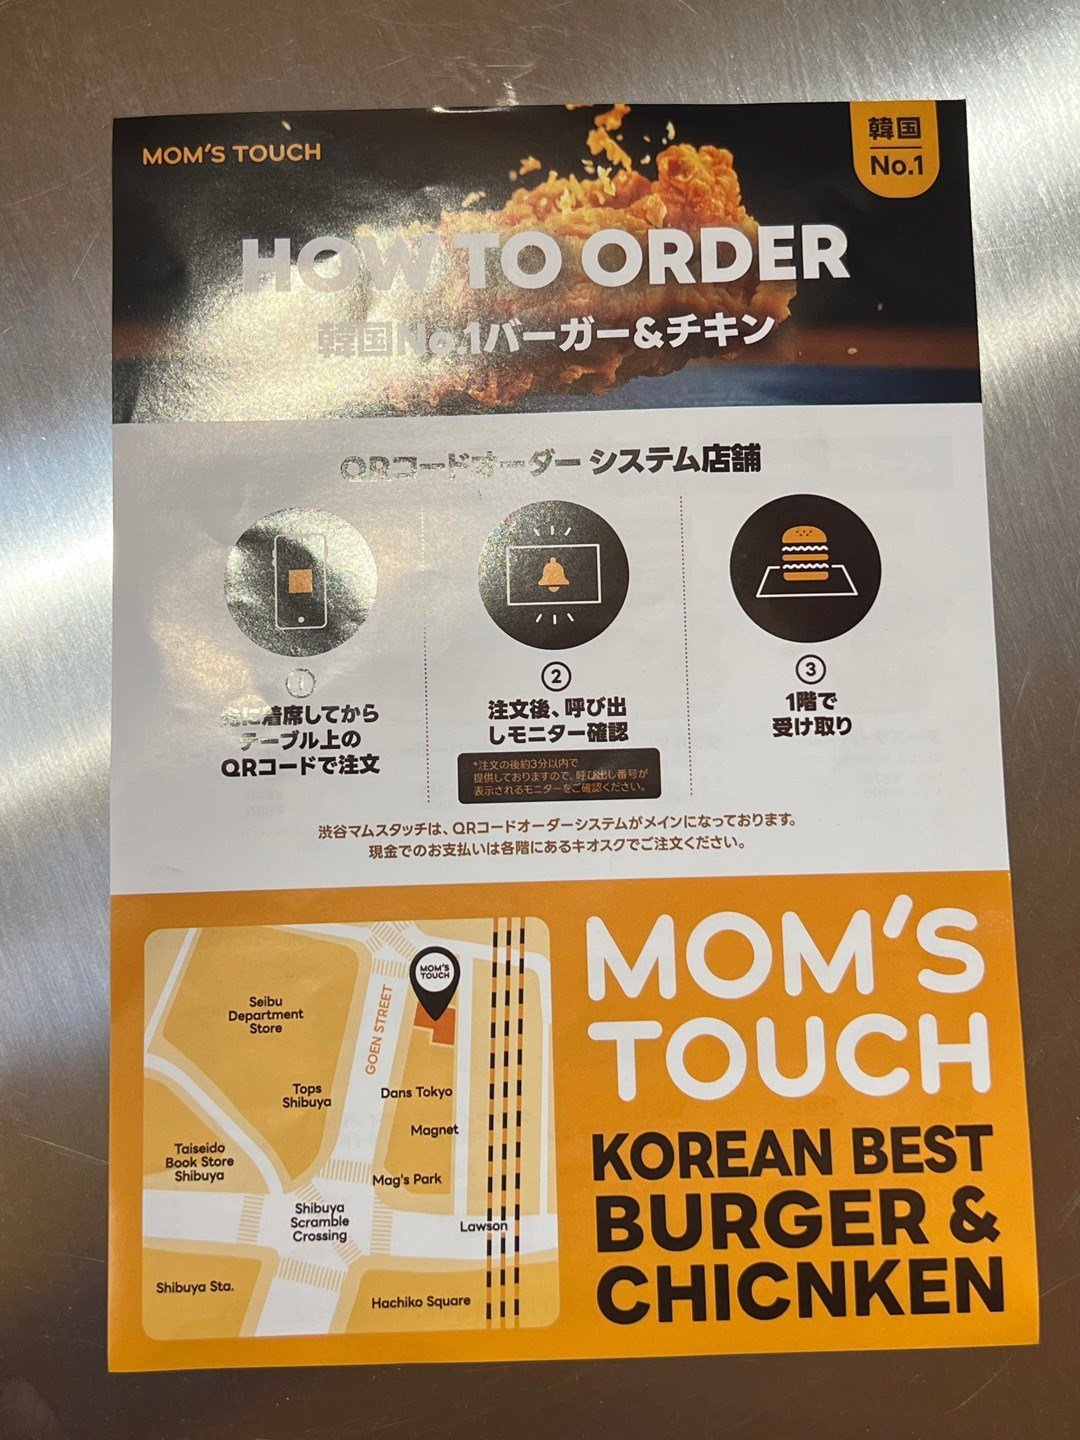 MOM'S TOUCH
韓国
No.1
HOW TO ORDER
韓国No.1バーガー&チキン
QRコードオーダー システム店舗
①
に着席してから
テーブル上の
QRコードで注文
②
注文後、呼び出
しモニター確認
*注文の後約3分以内で
提供しておりますので、呼び出し番号が
表示されるモニターをご確認ください。
③
1階で
受け取り
渋谷マムスタッチは、QRコードオーダーシステムがメインになっております。
現金でのお支払いは各階にあるキオスクでご注文ください。
MOM'S
TOUCH
GOEN STREET
Seibu
Department
Store
Tops
Shibuya
Dans Tokyo
Magnet
Taiseido
Book Store
Shibuya
Mag's Park
Shibuya
Scramble
Crossing
Lawson
Shibuya Sta.
Hachiko Square
MOM'S
TOUCH
KOREAN BEST
BURGER &
CHICNKEN